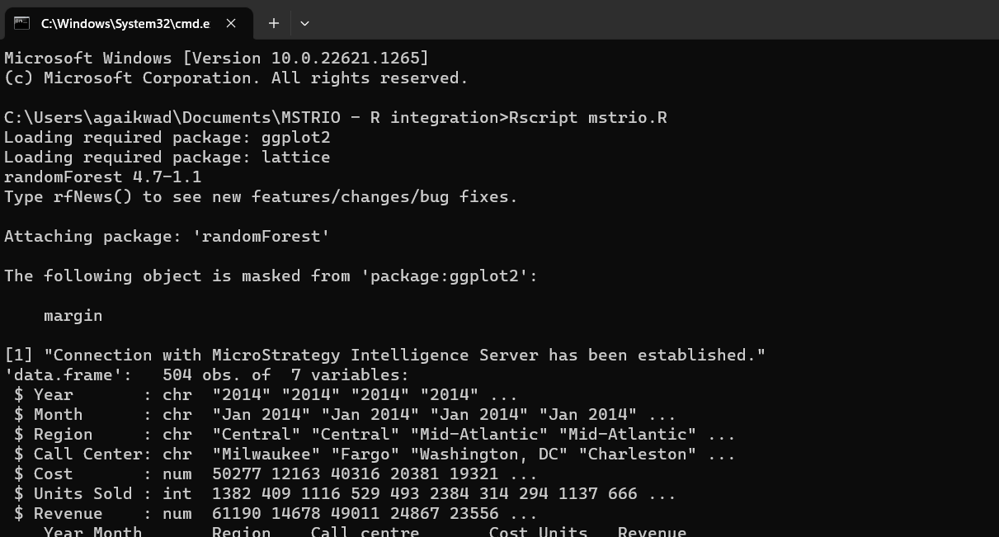 C:\Windows\System32\cmd.e
Microsoft Windows [Version 10.0.22621.1265]
(c) Microsoft Corporation. All rights reserved.
C:\Users\agaikwad\Documents\MSTRIO - R integration>Rscript mstrio.R
Loading required package: ggplot2
Loading required package: lattice
randomForest 4.7-1.1
Type rfNews() to see new features/changes/bug fixes.
Attaching package: 'randomForest'
The following object is masked from 'package:ggplot2':
    margin
[1] "Connection with MicroStrategy Intelligence Server has been established."
'data.frame':   504 obs. of  7 variables:
 $ Year       : chr  "2014" "2014" "2014" "2014" ...
 $ Month      : chr  "Jan 2014" "Jan 2014" "Jan 2014" "Jan 2014" ...
 $ Region     : chr  "Central" "Central" "Mid-Atlantic" "Mid-Atlantic" ...
 $ Call Center: chr  "Milwaukee" "Fargo" "Washington, DC" "Charleston" ...
 $ Cost       : num  50277 12163 40316 20381 19321 ...
 $ Units Sold : int  1382 409 1116 529 493 2384 314 294 1137 666 ...
 $ Revenue    : num  61190 14678 49011 24867 23556 ...
    Year Month       Region    Call centre       Cost Units   Revenue